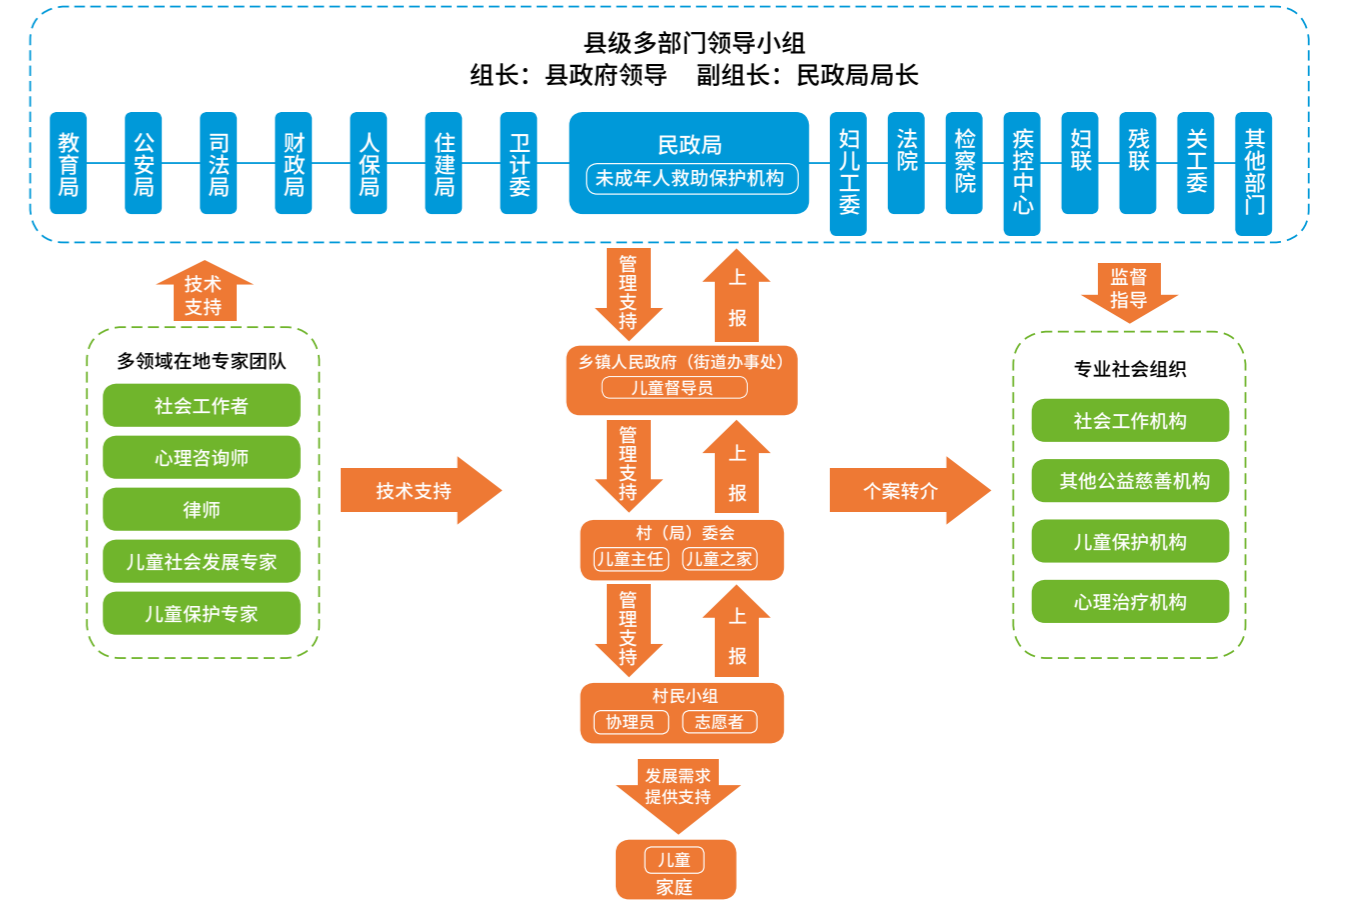 县级多部门领导小组
组长：县政府领导 副组长：民政局局长
教育局
公安局
司法局
财政局
人保局
住建局
卫计委
民政局
未成年人救助保护机构
妇儿工委
法院
检察院
疾控中心
妇联
残联
关工委
其他部门
技术
支持
管理支持
上报
监督
指导
多领域在地专家团队
社会工作者
心理咨询师
律师
儿童社会发展专家
儿童保护专家
技术支持
乡镇人民政府（街道办事处）
儿童督导员
管理支持
上报
村（局）委会
儿童主任
儿童之家
管理支持
上报
村民小组
协理员
志愿者
发展需求
提供支持
儿童
家庭
个案转介
专业社会组织
社会工作机构
其他公益慈善机构
儿童保护机构
心理治疗机构